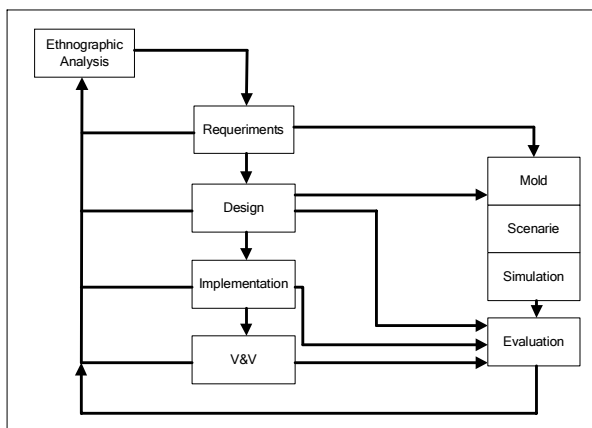 Ethnographic
Analysis
Requeriments
Mold
Design
Scenarie
Implementation
Simulation
V&V
Evaluation